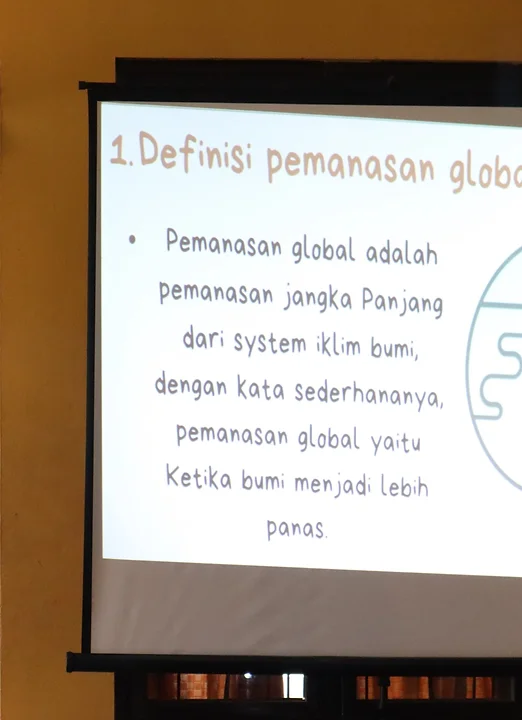 1. Definisi pemanasan globa
• Pemanasan global adalah
pemanasan jangka Panjang
dari system iklim bumi,
dengan kata sederhananya,
pemanasan global yaitu
Ketika bumi menjadi lebih
panas.